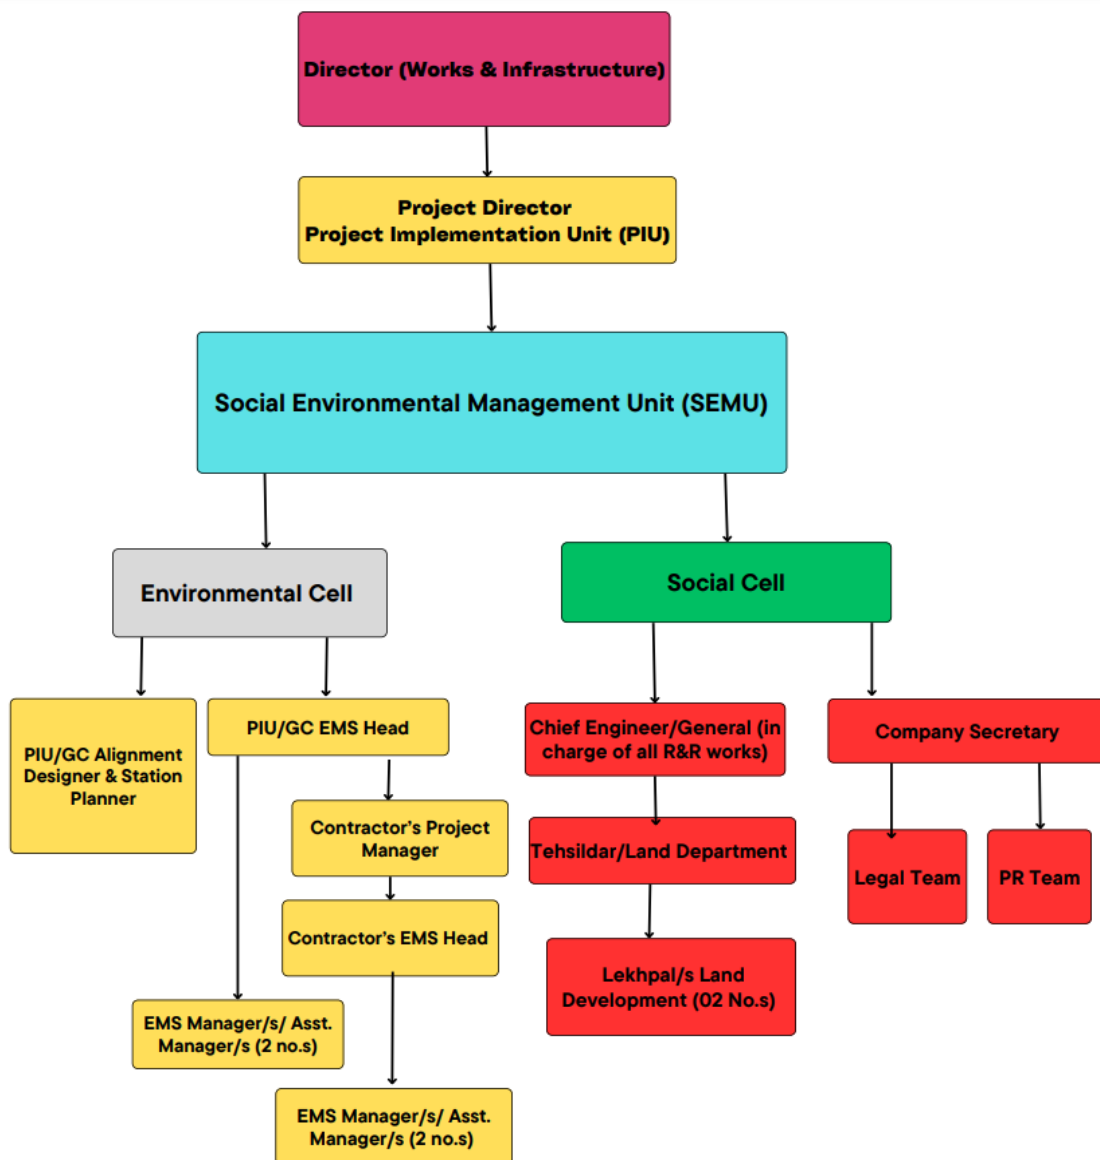 Director (Works & Infrastructure)
Project Director
Project Implementation Unit (PIU)
Social Environmental Management Unit (SEMU)
Environmental Cell
Social Cell
PIU/GC Alignment
Designer & Station
Planner
PIU/GC EMS Head
Contractor's Project
Manager
Contractor's EMS Head
EMS Manager/s/ Asst.
Manager/s (2 no.s)
EMS Manager/s/ Asst.
Manager/s (2 no.s)
Chief Engineer/General (in
charge of all R&R works)
Tehsildar/Land Department
Lekhpal/s Land
Development (02 No.s)
Company Secretary
Legal Team
PR Team